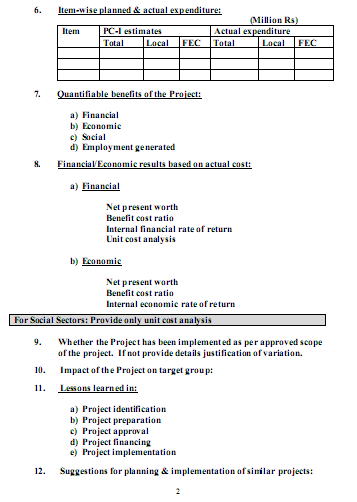 6. Item-wise planned & actual expenditure:
(Million Rs)
Item PC-I estimates Actual expenditure
Total Local FEC Total Local FEC
7. Quantifiable benefits of the Project:
a) Financial
b) Economic
c) Social
d) Employment generated
8. Financial/Economic results based on actual cost:
a) Financial
Net present worth
Benefit cost ratio
Internal financial rate of return
Unit cost analysis
b) Economic
Net present worth
Benefit cost ratio
Internal economic rate of return
For Social Sectors: Provide only unit cost analysis
9. Whether the Project has been implemented as per approved scope
of the project. If not provide details justification of variation.
10. Impact of the Project on target group:
11. Lessons learned in:
a) Project identification
b) Project preparation
c) Project approval
d) Project financing
e) Project implementation
12. Suggestions for planning & implementation of similar projects:
2